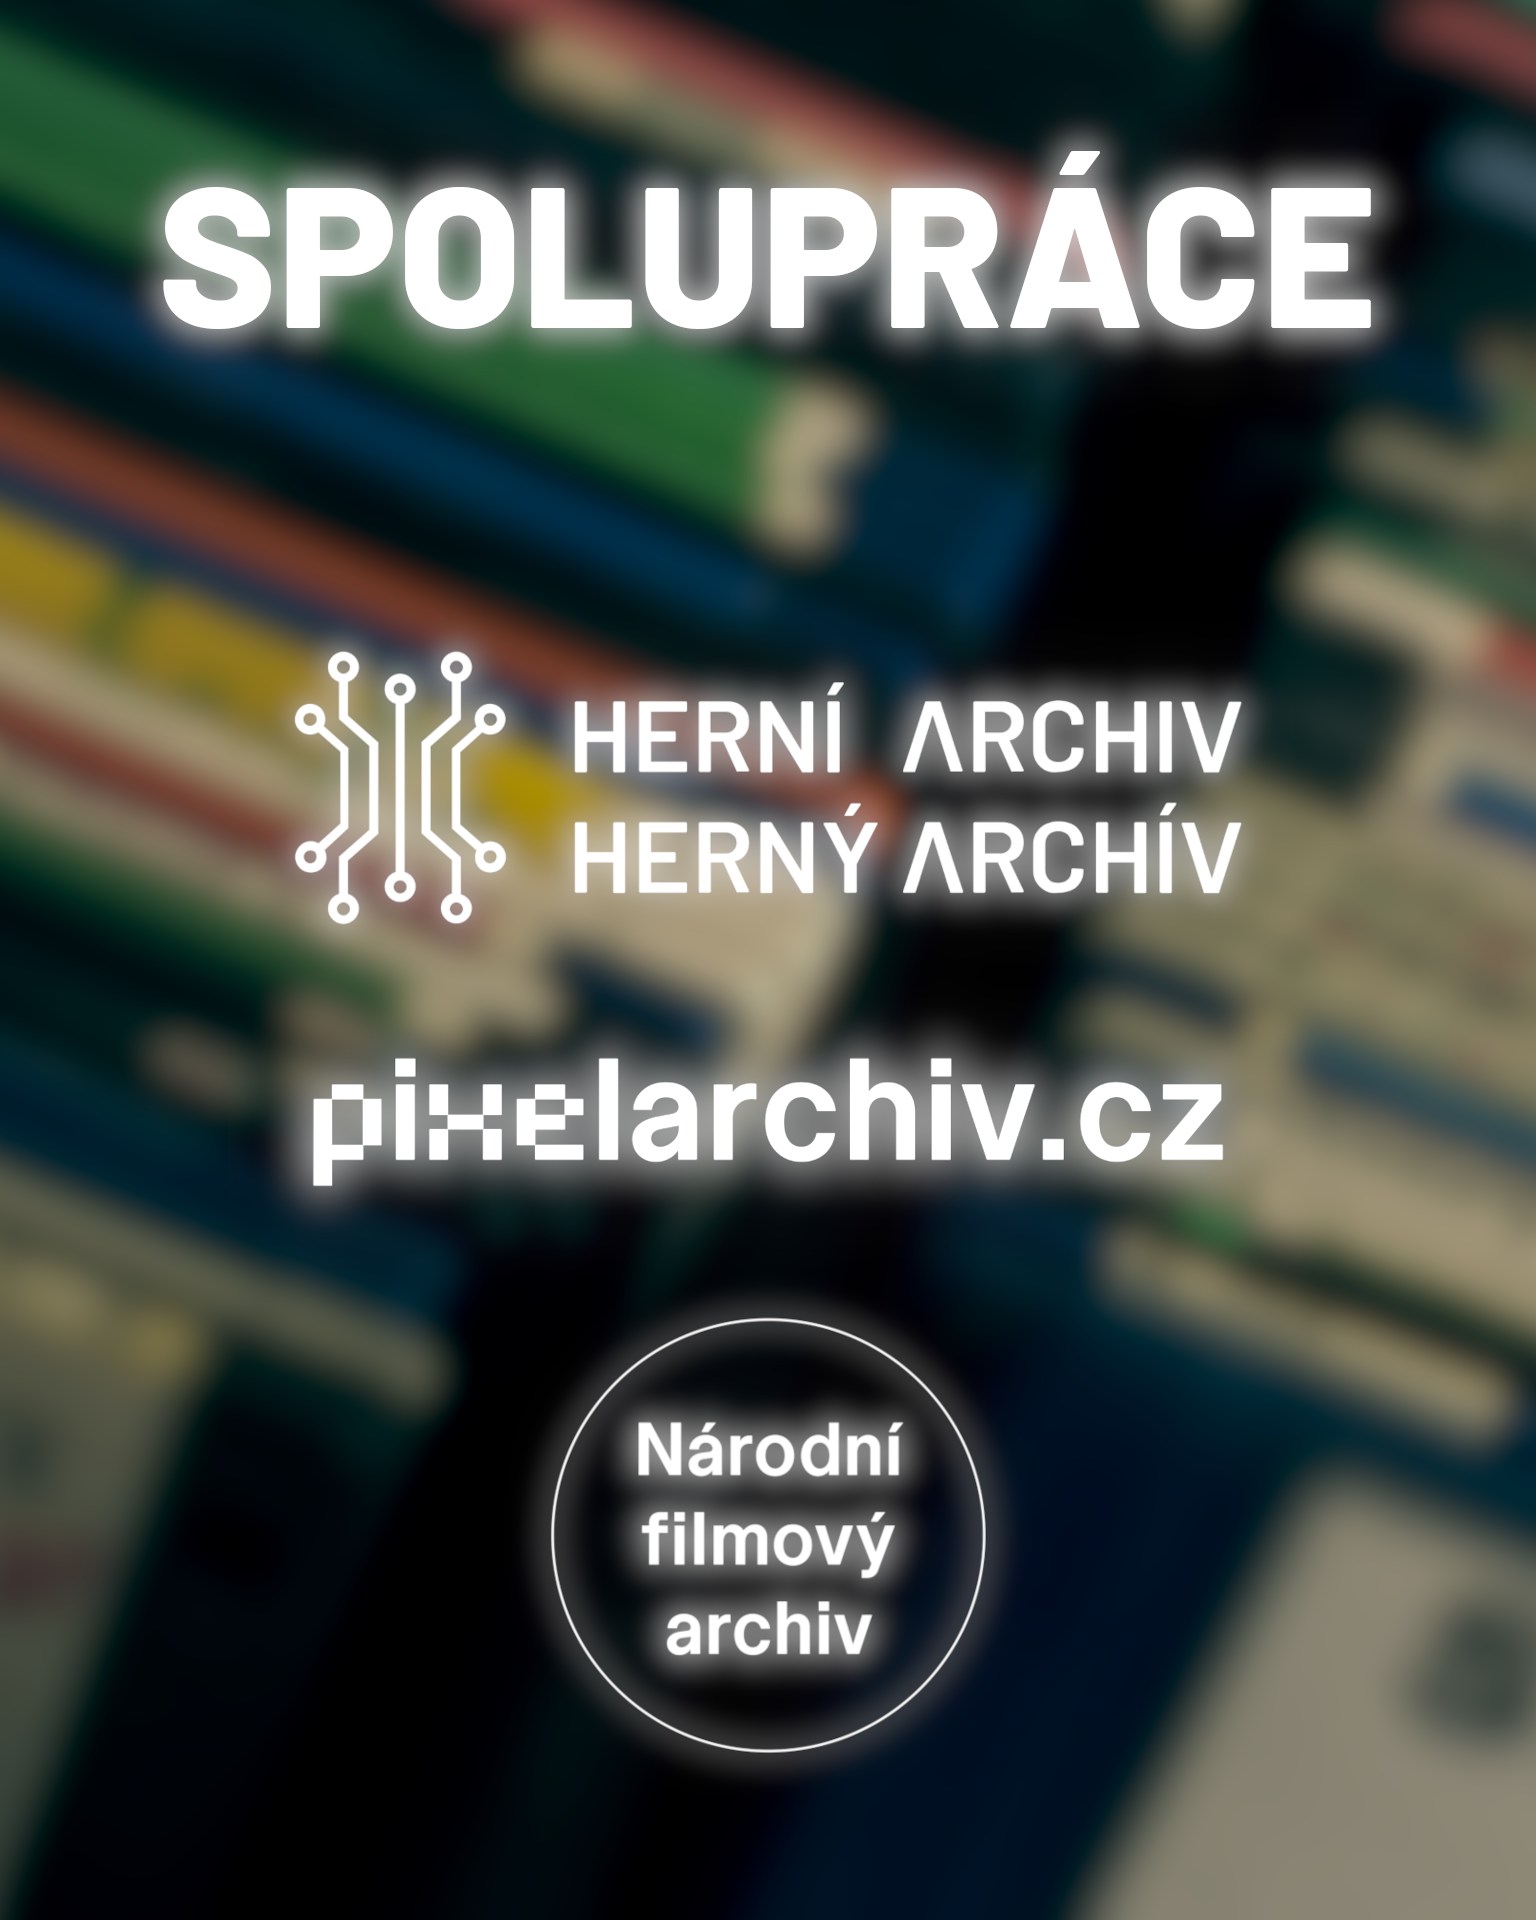 SPOLUPRÁCE
HERNÍ ARCHIV
HERNÝ ARCHÍV
pixelarchiv.cz
Národní
filmový
archiv